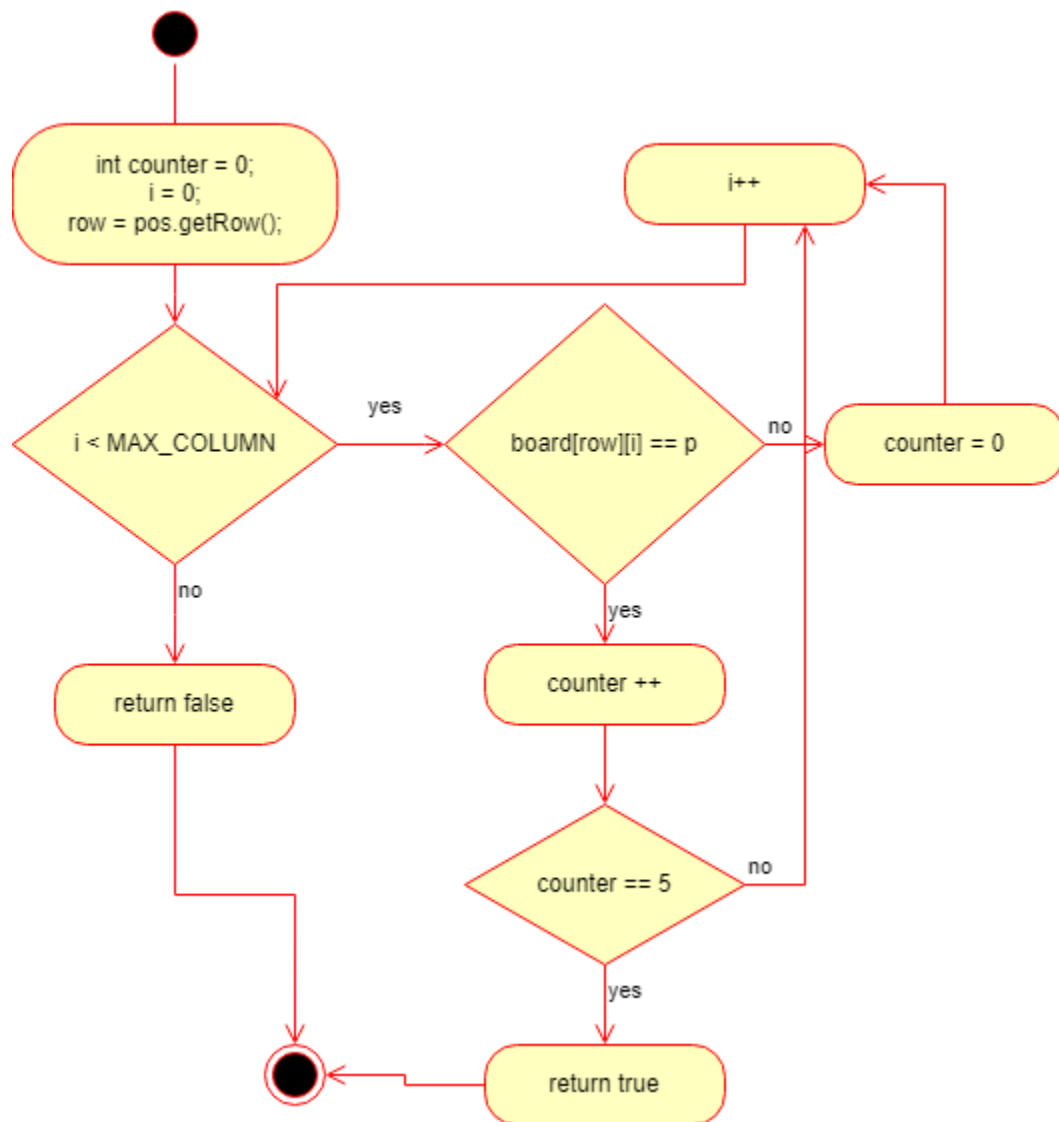 int counter = 0;
i = 0;
row = pos.getRow();
i++
i < MAX_COLUMN
yes
board[row][i] == p
no
counter = 0
no
yes
return false
counter ++
counter == 5
no
yes
return true